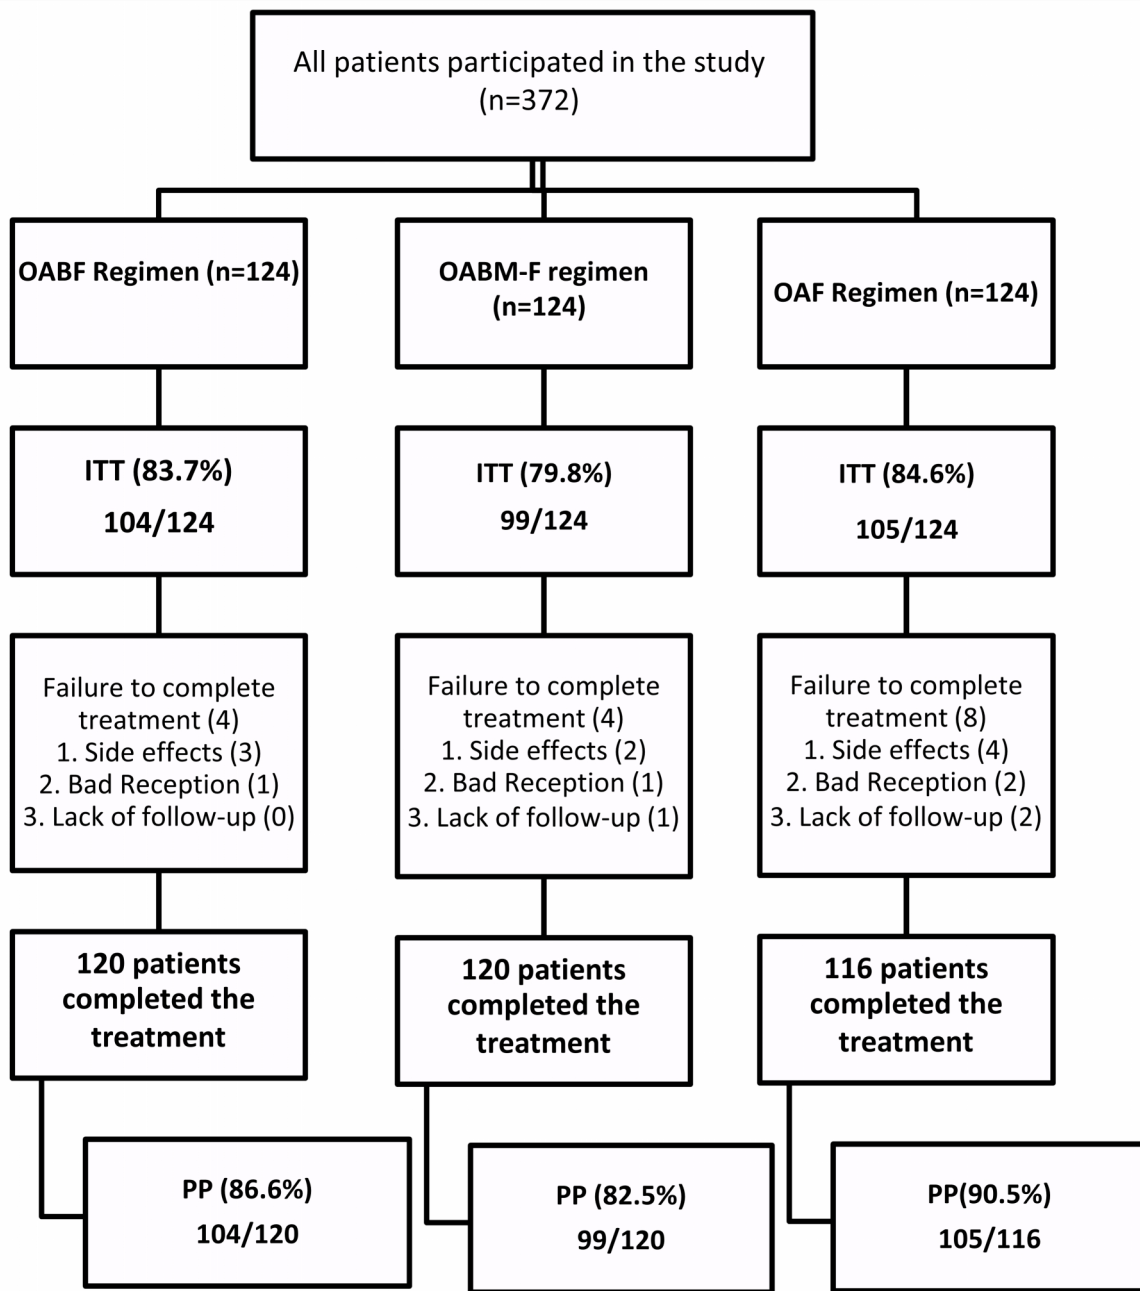 All patients participated in the study
(n=372)
OABF Regimen (n=124)
OABM-F regimen
(n=124)
OAF Regimen (n=124)
ITT (83.7%)
104/124
ITT (79.8%)
99/124
ITT (84.6%)
105/124
Failure to complete
treatment (4)
1. Side effects (3)
2. Bad Reception (1)
3. Lack of follow-up (0)
Failure to complete
treatment (4)
1. Side effects (2)
2. Bad Reception (1)
3. Lack of follow-up (1)
Failure to complete
treatment (8)
1. Side effects (4)
2. Bad Reception (2)
3. Lack of follow-up (2)
120 patients
completed the
treatment
120 patients
completed the
treatment
116 patients
completed the
treatment
PP (86.6%)
104/120
PP (82.5%)
99/120
PP(90.5%)
105/116